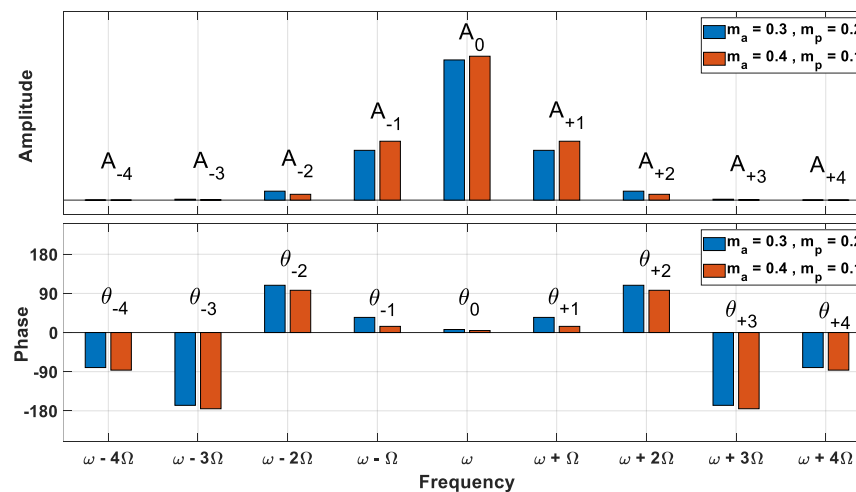 Amplitude
A_-4 A_-3 A_-2 A_-1 A_0 A_+1 A_+2 A_+3 A_+4
m_a = 0.3 , m_p = 0.2
m_a = 0.4 , m_p = 0.1
Phase
180
90
0
-90
-180
θ_-4 θ_-3 θ_-2 θ_-1 θ_0 θ_+1 θ_+2 θ_+3 θ_+4
m_a = 0.3 , m_p = 0.2
m_a = 0.4 , m_p = 0.1
ω - 4Ω ω - 3Ω ω - 2Ω ω - Ω ω ω + Ω ω + 2Ω ω + 3Ω ω + 4Ω
Frequency